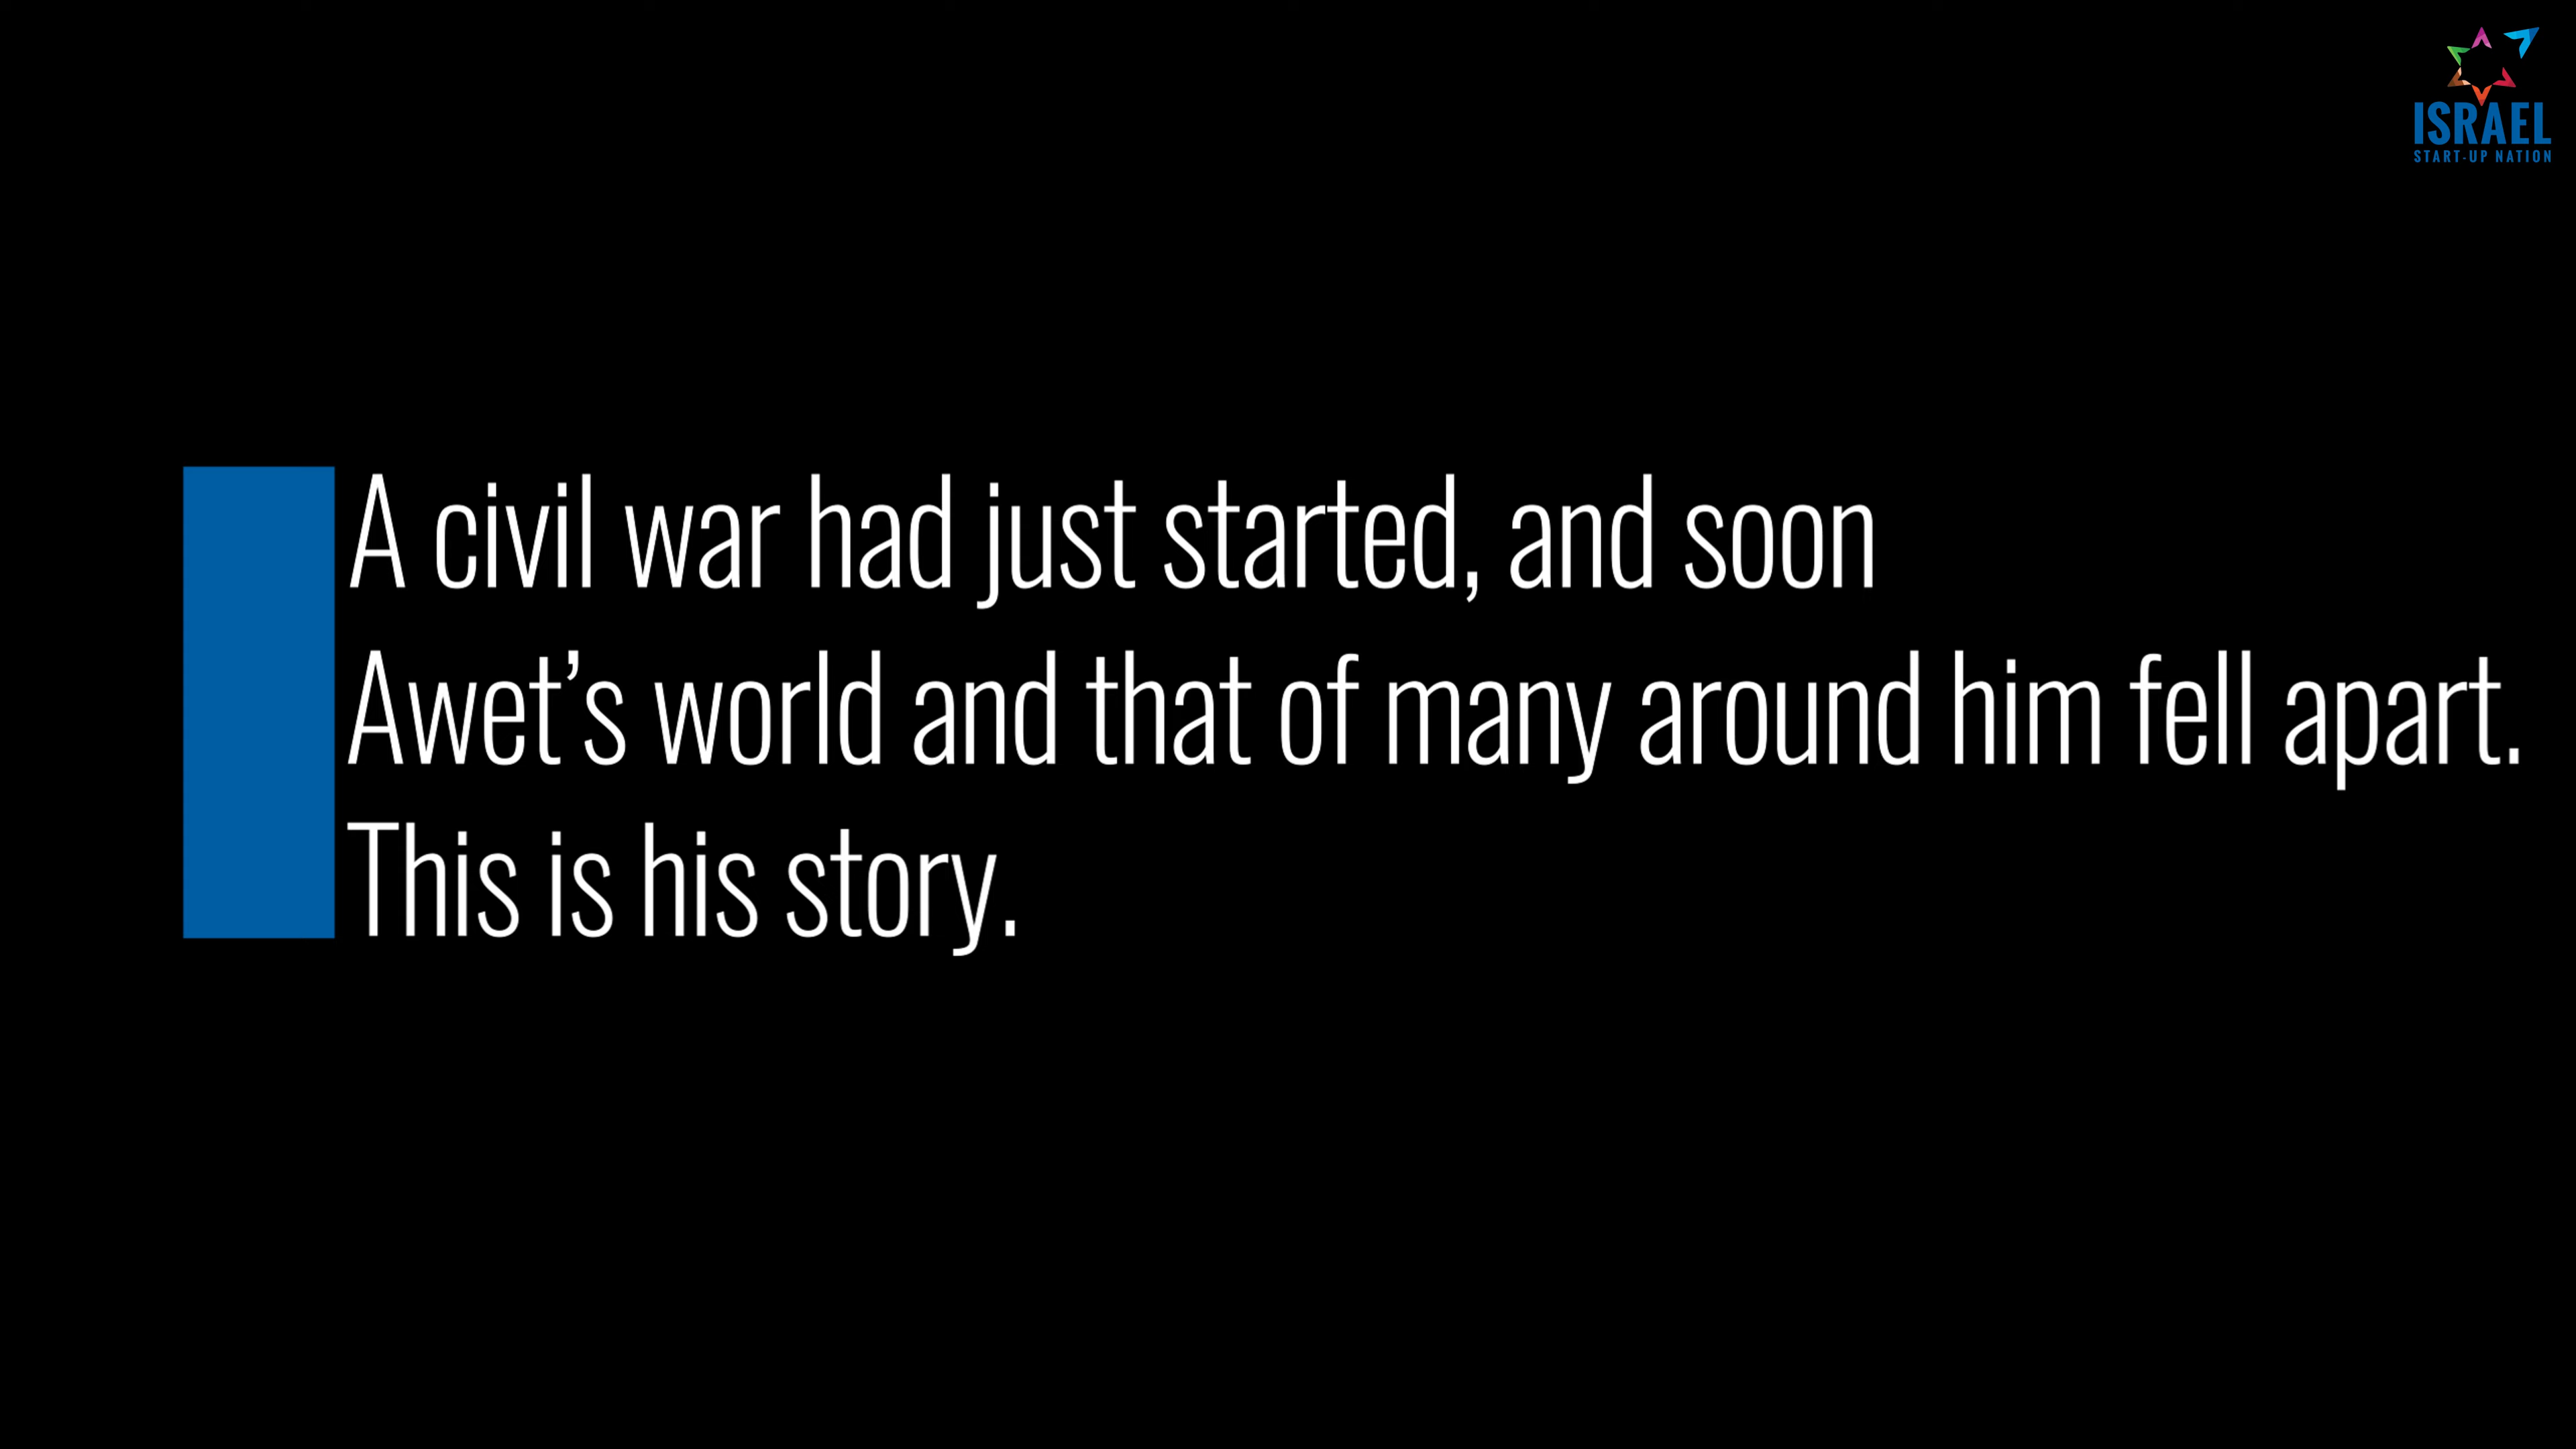 ISRAEL
START-UP NATION
A civil war had just started, and soon
Awet’s world and that of many around him fell apart.
This is his story.